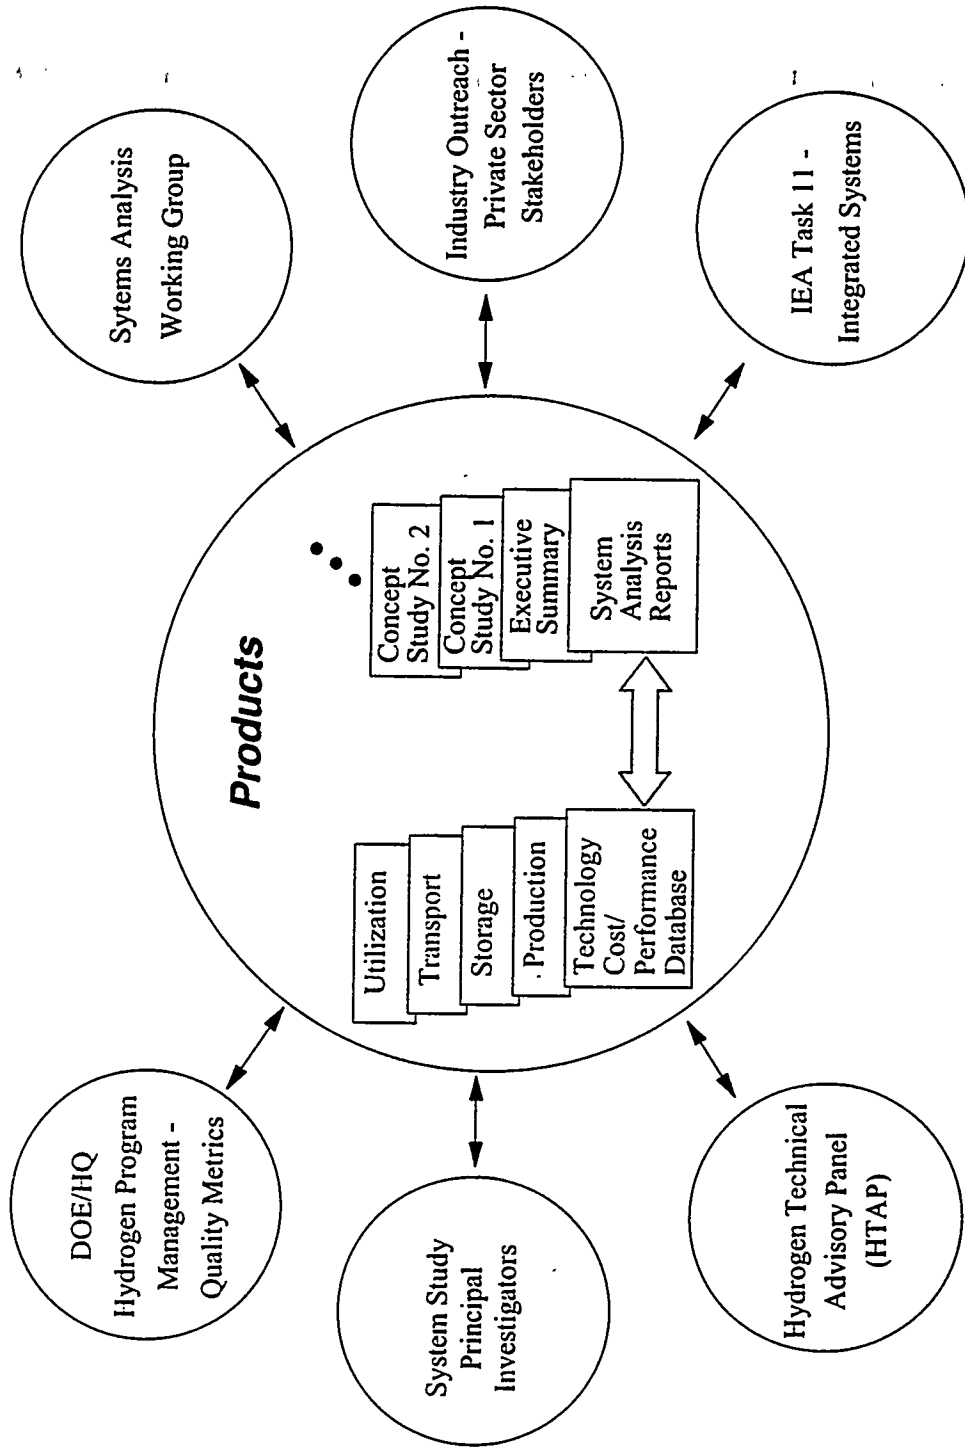 DOE/HQ
Hydrogen Program
Management -
Quality Metrics
Sytems Analysis
Working Group
Products
System Study
Principal
Investigators
Utilization
Transport
Storage
. Production
Technology
Cost/
Performance
Database
Concept
Study No. 2
Concept
Study No. 1
Executive
Summary
System
Analysis
Reports
Industry Outreach -
Private Sector
Stakeholders
Hydrogen Technical
Advisory Panel
(HTAP)
IEA Task 11 -
Integrated Systems